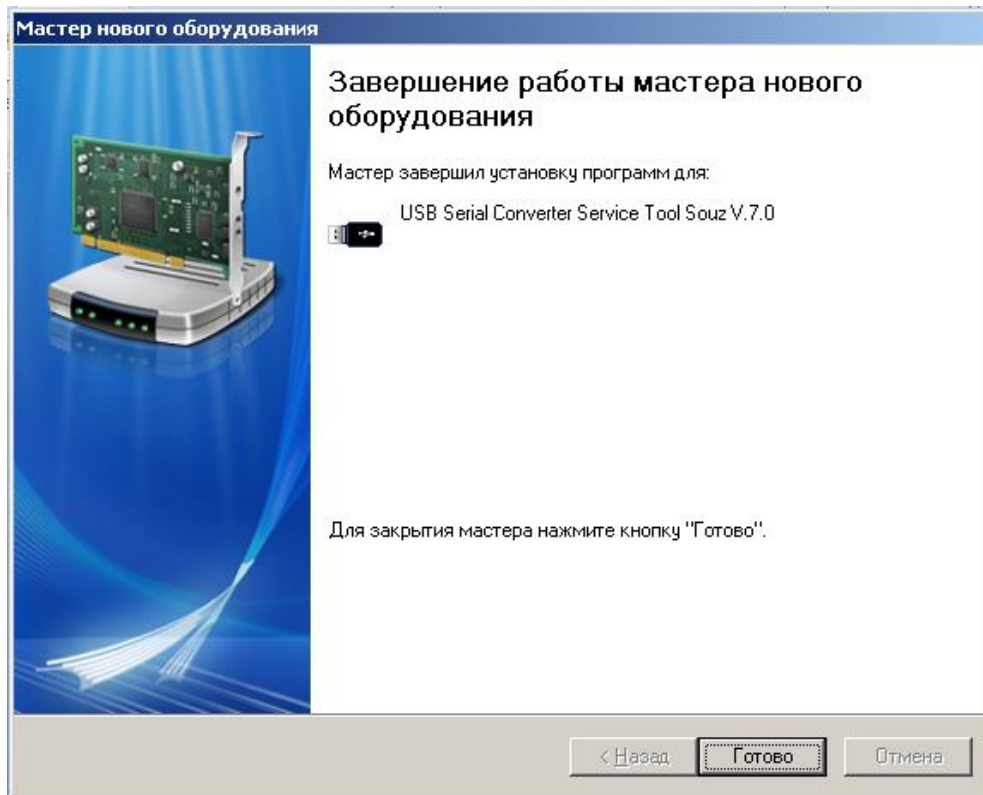 Мастер нового оборудования
Завершение работы мастера нового
оборудования
Мастер завершил установку программ для:
USB Serial Converter Service Tool Souz V.7.0
Для закрытия мастера нажмите кнопку "Готово".
< Назад
Готово
Отмена